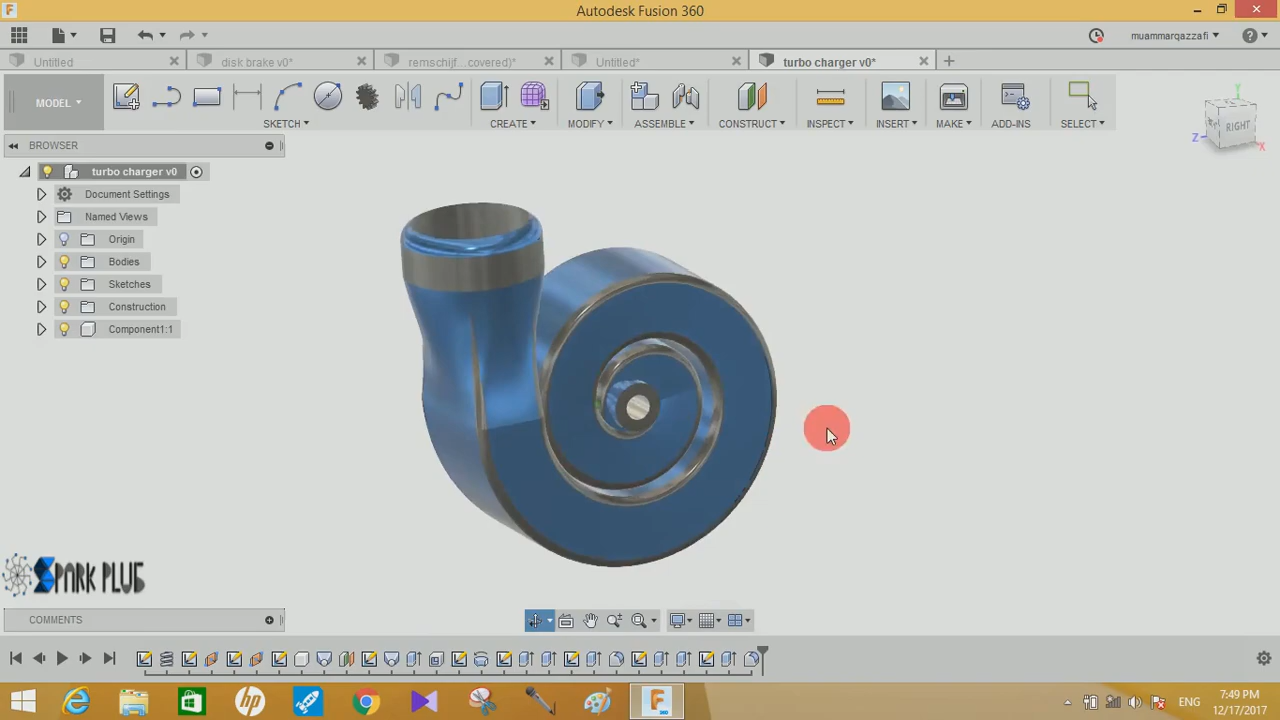 Autodesk Fusion 360
muammarqazzafi
Untitled
disk brake v0*
remschijf...covered)*
Untitled*
turbo charger v0*
MODEL
SKETCH
CREATE
MODIFY
ASSEMBLE
CONSTRUCT
INSPECT
INSERT
MAKE
ADD-INS
SELECT
Y
RIGHT
Z
X
BROWSER
turbo charger v0
Document Settings
Named Views
Origin
Bodies
Sketches
Construction
Component1:1
SPARK PLUG
COMMENTS
ENG
7:49 PM
12/17/2017